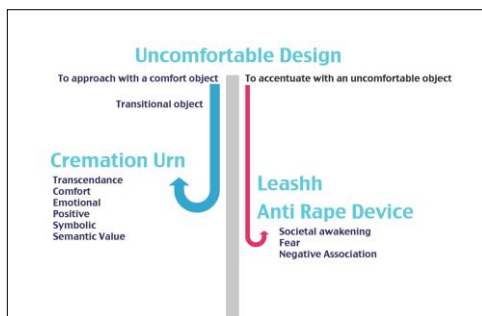 Uncomfortable Design
To approach with a comfort object
To accentuate with an uncomfortable object
Transitional object
Cremation Urn
Transcendance
Comfort
Emotional
Positive
Symbolic
Semantic Value
Leashh
Anti Rape Device
Societal awakening
Fear
Negative Association